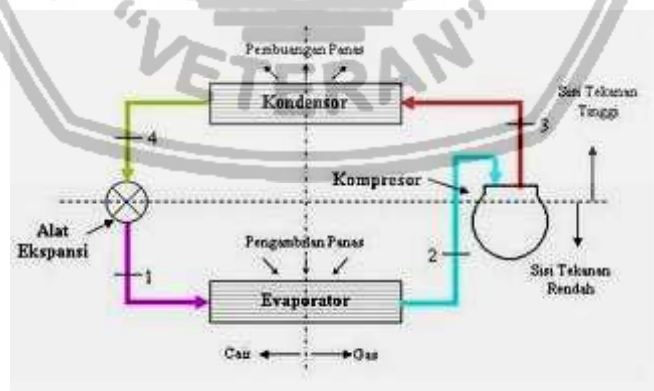 "VETERAN"
Pembuangan Panas
Kondensor
Sisi Tekanan
Tinggi
3
4
Kompresor
Alat
Ekspansi
Pengambilan Panas
2
1
Sisi Tekanan
Rendah
Evaporator
Cair
Gas